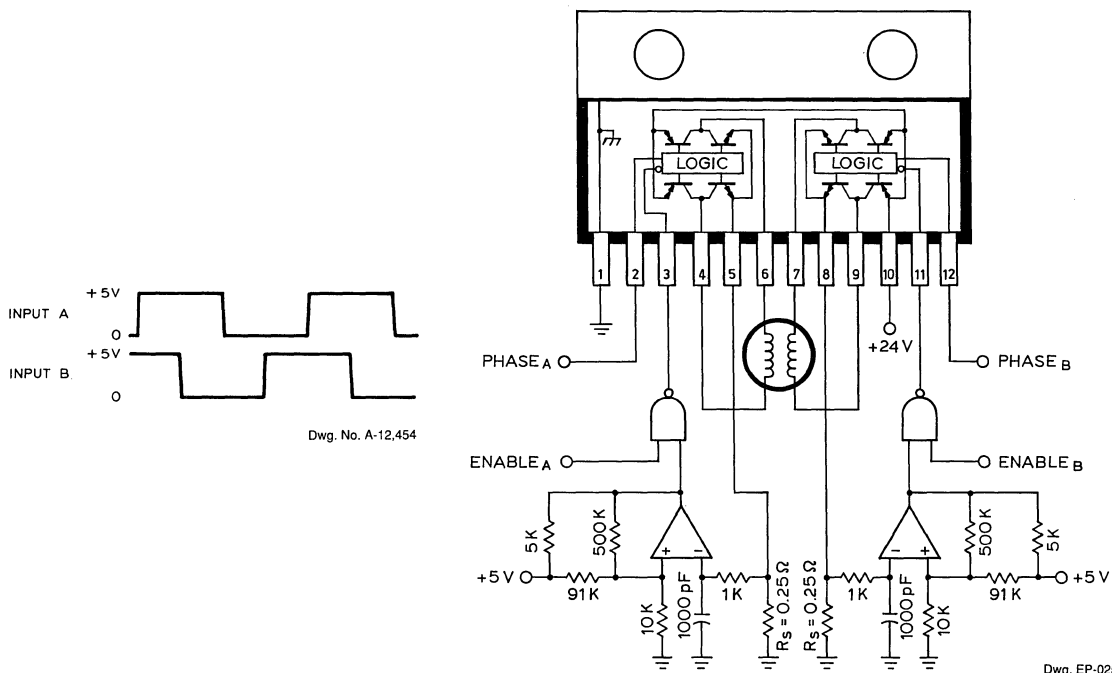 +5V
INPUT A
0
+5V
INPUT B
0
Dwg. No. A-12,454
LOGIC
LOGIC
1 2 3 4 5 6 7 8 9 10 11 12
+24V
PHASE A
PHASE B
ENABLE A
ENABLE B
5K
500K
+ −
− +
500K
5K
+5V
91K
1K
1K
91K
+5V
10K
1000pF
Rs = 0.25Ω
Rs = 0.25Ω
1000pF
10K